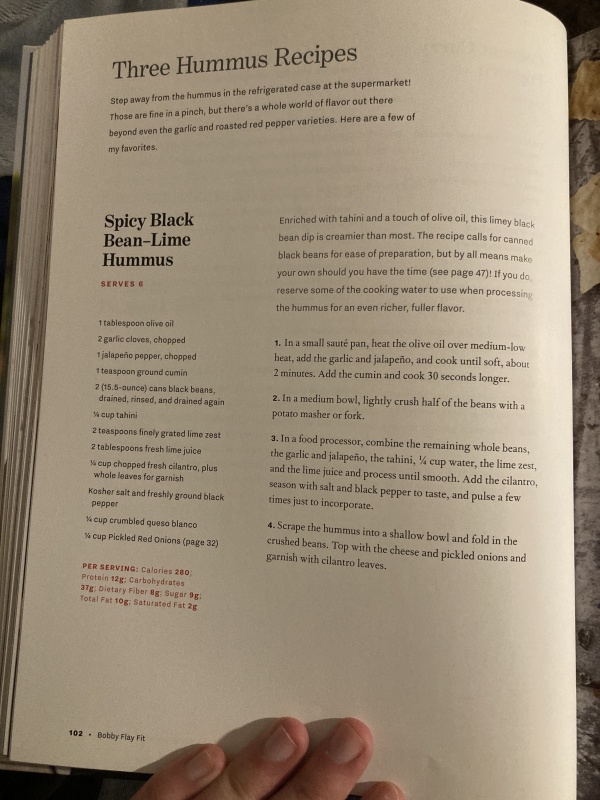 Three Hummus Recipes
Step away from the hummus in the refrigerated case at the supermarket!
Those are fine in a pinch, but there's a whole world of flavor out there
beyond even the garlic and roasted red pepper varieties. Here are a few of
my favorites.
Spicy Black
Bean–Lime
Hummus
SERVES 6
1 tablespoon olive oil
2 garlic cloves, chopped
1 jalapeño pepper, chopped
1 teaspoon ground cumin
2 (15.5-ounce) cans black beans,
drained, rinsed, and drained again
¼ cup tahini
2 teaspoons finely grated lime zest
2 tablespoons fresh lime juice
¼ cup chopped fresh cilantro, plus
whole leaves for garnish
Kosher salt and freshly ground black
pepper
¼ cup crumbled queso blanco
¼ cup Pickled Red Onions (page 32)
PER SERVING: Calories 280;
Protein 12g; Carbohydrates
37g; Dietary Fiber 8g; Sugar 9g;
Total Fat 10g; Saturated Fat 2g
Enriched with tahini and a touch of olive oil, this limey black
bean dip is creamier than most. The recipe calls for canned
black beans for ease of preparation, but by all means make
your own should you have the time (see page 47)! If you do,
reserve some of the cooking water to use when processing
the hummus for an even richer, fuller flavor.
1. In a small sauté pan, heat the olive oil over medium-low
heat, add the garlic and jalapeño, and cook until soft, about
2 minutes. Add the cumin and cook 30 seconds longer.
2. In a medium bowl, lightly crush half of the beans with a
potato masher or fork.
3. In a food processor, combine the remaining whole beans,
the garlic and jalapeño, the tahini, ¼ cup water, the lime zest,
and the lime juice and process until smooth. Add the cilantro,
season with salt and black pepper to taste, and pulse a few
times just to incorporate.
4. Scrape the hummus into a shallow bowl and fold in the
crushed beans. Top with the cheese and pickled onions and
garnish with cilantro leaves.
102 • Bobby Flay Fit